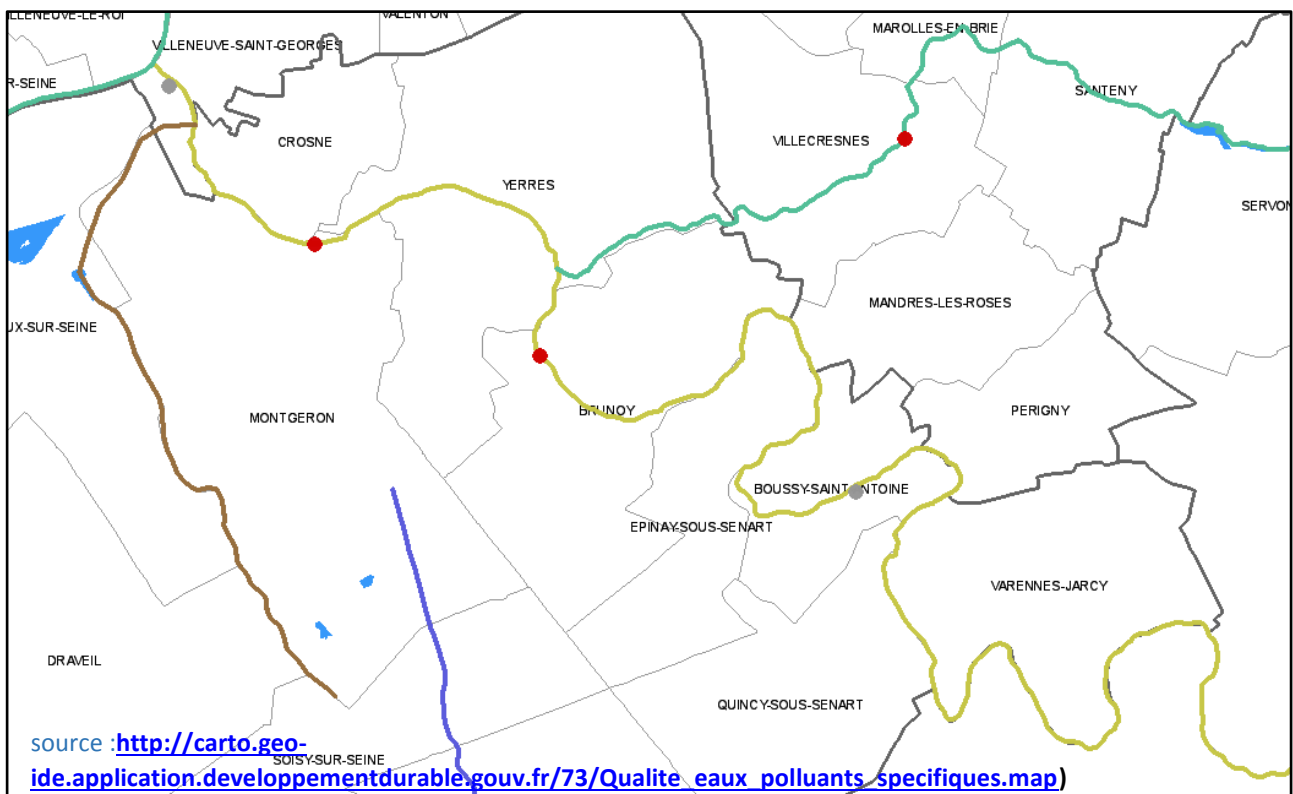 ILLENEUVE-LE-ROI
VALENTON
VILLENEUVE-SAINT-GEORGES
MAROLLES-EN-BRIE
R-SEINE
SANTENY
CROSNE
VILLECRESNES
YERRES
SERVON
MANDRES-LES-ROSES
UX-SUR-SEINE
MONTGERON
BRUNOY
PERIGNY
BOUSSY-SAINT-ANTOINE
EPINAY-SOUS-SENART
VARENNES-JARCY
DRAVEIL
QUINCY-SOUS-SENART
SOISY-SUR-SEINE
source :http://carto.geo-
ide.application.developpementdurable.gouv.fr/73/Qualite_eaux_polluants_specifiques.map)